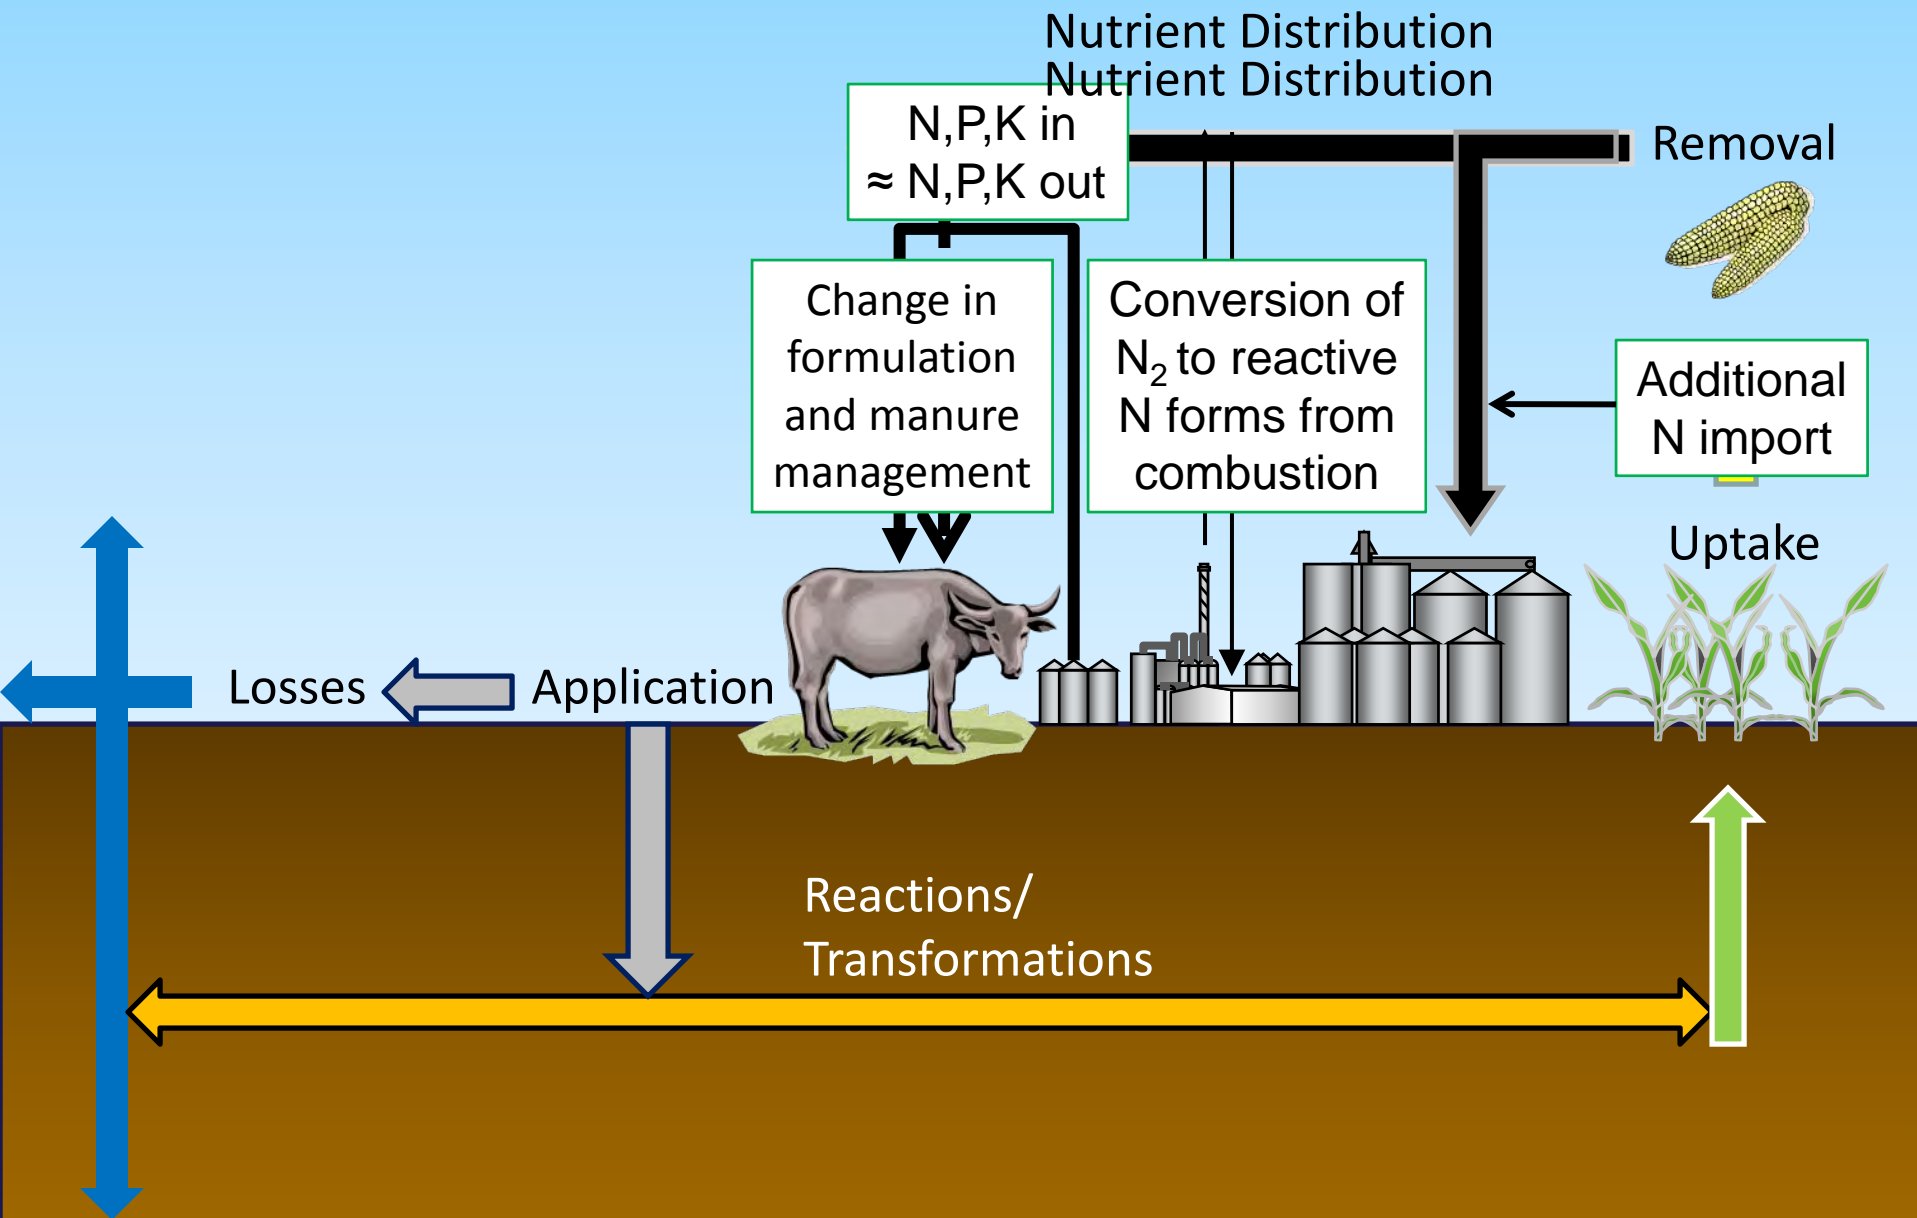 Nutrient Distribution
Nutrient Distribution
N,P,K in
≈ N,P,K out
Removal
Change in
formulation
and manure
management
Conversion of
N₂ to reactive
N forms from
combustion
Additional
N import
Uptake
Losses
Application
Reactions/
Transformations